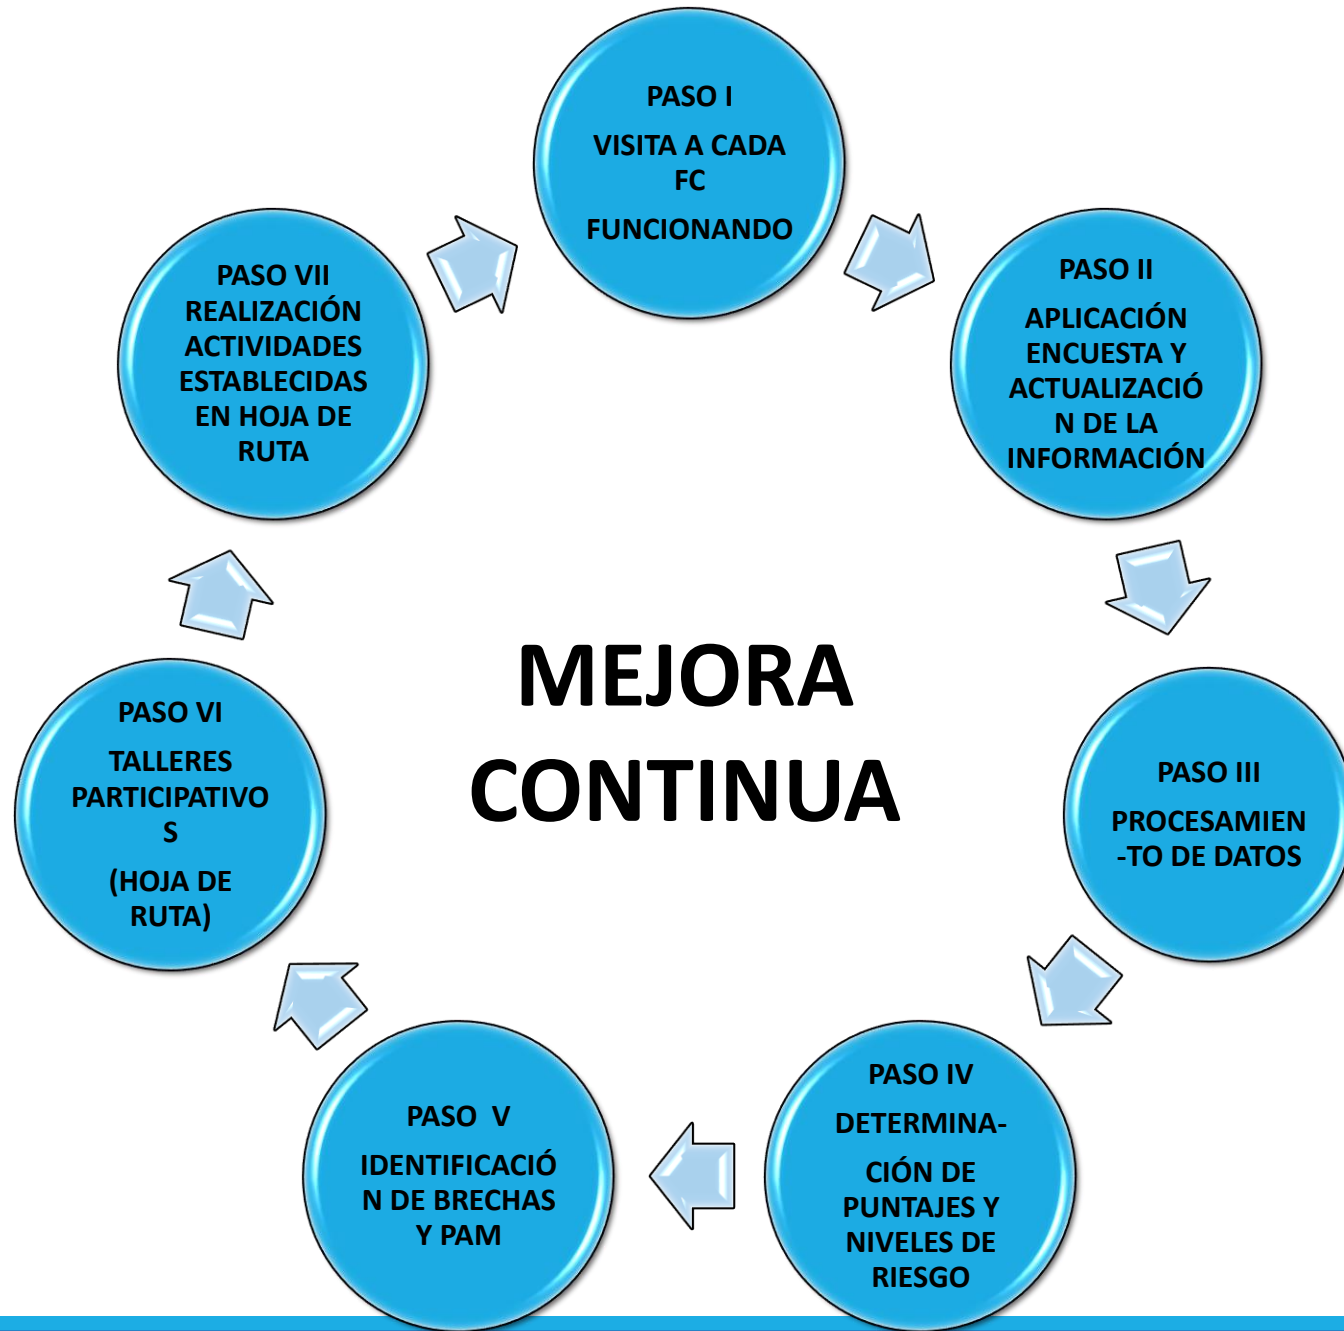 PASO I
VISITA A CADA
FC
FUNCIONANDO
PASO II
APLICACIÓN
ENCUESTA Y
ACTUALIZACIÓ
N DE LA
INFORMACIÓN
PASO III
PROCESAMIEN
-TO DE DATOS
PASO IV
DETERMINA-
CIÓN DE
PUNTAJES Y
NIVELES DE
RIESGO
PASO V
IDENTIFICACIÓ
N DE BRECHAS
Y PAM
PASO VI
TALLERES
PARTICIPATIVO
S
(HOJA DE
RUTA)
PASO VII
REALIZACIÓN
ACTIVIDADES
ESTABLECIDAS
EN HOJA DE
RUTA
MEJORA
CONTINUA